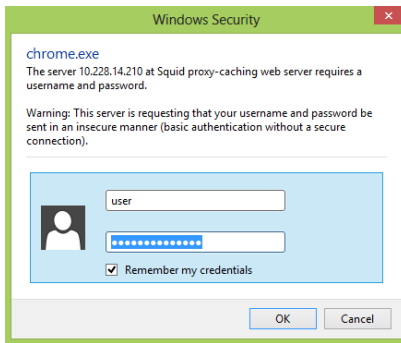 Windows Security
chrome.exe
The server 10.228.14.210 at Squid proxy-caching web server requires a
username and password.
Warning: This server is requesting that your username and password be
sent in an insecure manner (basic authentication without a secure
connection).
user
••••••••••••••
Remember my credentials
OK Cancel